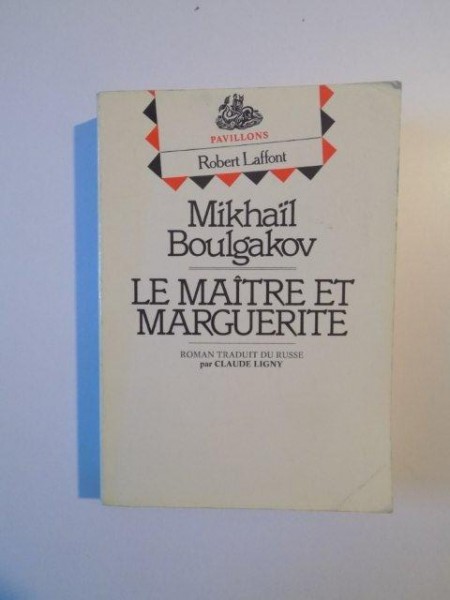 PAVILLONS
Robert Laffont
Mikhaïl
Boulgakov
LE MAÎTRE ET
MARGUERITE
ROMAN TRADUIT DU RUSSE
par CLAUDE LIGNY